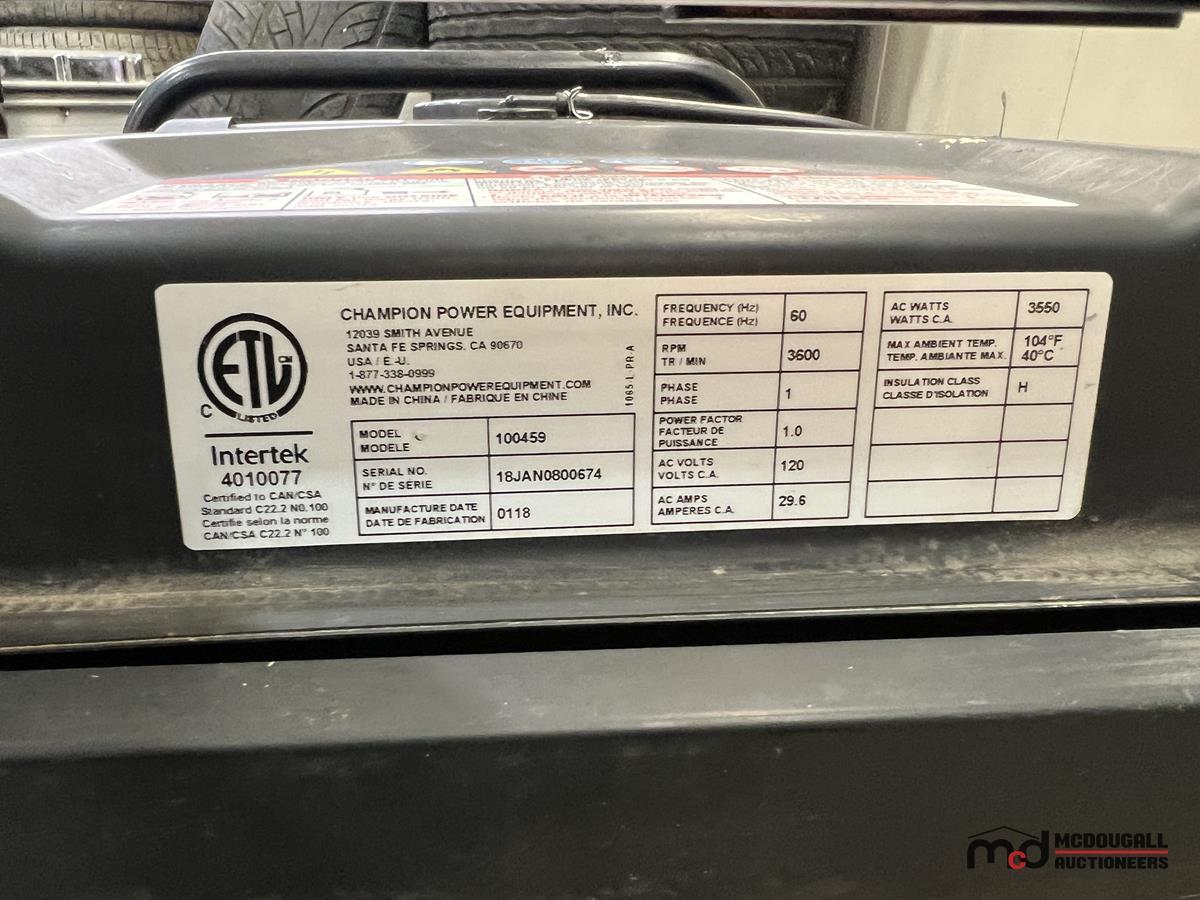 CHAMPION POWER EQUIPMENT, INC.
12039 SMITH AVENUE
SANTA FE SPRINGS. CA 90670
USA / E.-U.
1-877-338-0999
WWW.CHAMPIONPOWEREQUIPMENT.COM
MADE IN CHINA / FABRIQUE EN CHINE
1065-L-PR-A
ETL CM
C
LISTED
Intertek
4010077
Certified to CAN/CSA
Standard C22.2 N0.100
Certifie selon la norme
CAN/CSA C22.2 N° 100
MODEL
MODELE
100459
SERIAL NO.
N° DE SÉRIE
18JAN0800674
MANUFACTURE DATE
DATE DE FABRICATION
0118
FREQUENCY (Hz)
FREQUENCE (Hz)
60
RPM
TR / MIN
3600
PHASE
PHASE
1
POWER FACTOR
FACTEUR DE
PUISSANCE
1.0
AC VOLTS
VOLTS C.A.
120
AC AMPS
AMPERES C.A.
29.6
AC WATTS
WATTS C.A.
3550
MAX AMBIENT TEMP.
TEMP. AMBIANTE MAX.
104°F
40°C
INSULATION CLASS
CLASSE D'ISOLATION
H
mcd MCDOUGALL
AUCTIONEERS